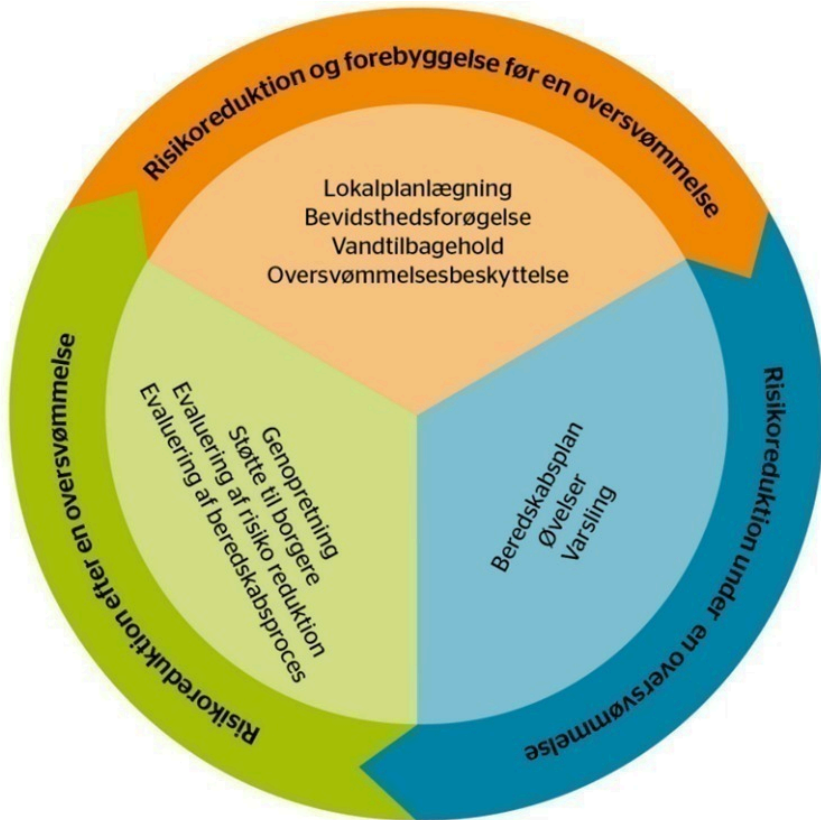 Risikoreduktion og forebyggelse før en oversvømmelse
Lokalplanlægning
Bevidsthedsforøgelse
Vandtilbagehold
Oversvømmelsesbeskyttelse
Risikoreduktion under en oversvømmelse
Beredskabsplan
Øvelser
Varsling
Risikoreduktion efter en oversvømmelse
Genopretning
Støtte til borgere
Evaluering af risiko reduktion
Evaluering af beredskabsproces